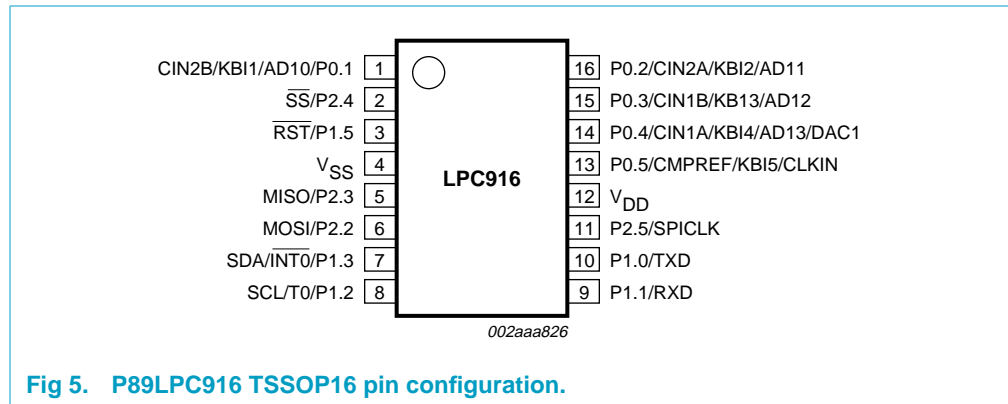 CIN2B/KBI1/AD10/P0.1 1
SS/P2.4 2
RST/P1.5 3
VSS 4
MISO/P2.3 5
MOSI/P2.2 6
SDA/INT0/P1.3 7
SCL/T0/P1.2 8
LPC916
16 P0.2/CIN2A/KBI2/AD11
15 P0.3/CIN1B/KB13/AD12
14 P0.4/CIN1A/KBI4/AD13/DAC1
13 P0.5/CMPREF/KBI5/CLKIN
12 VDD
11 P2.5/SPICLK
10 P1.0/TXD
9 P1.1/RXD
002aaa826
Fig 5. P89LPC916 TSSOP16 pin configuration.